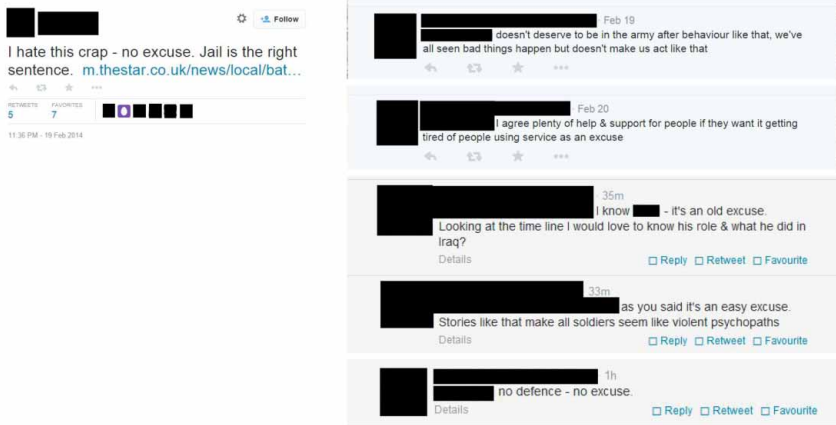 Follow
I hate this crap - no excuse. Jail is the right
sentence. m.thestar.co.uk/news/local/bat...
RETWEETS FAVORITES
5 7
11:36 PM - 19 Feb 2014
Feb 19
doesn't deserve to be in the army after behaviour like that, we've
all seen bad things happen but doesn't make us act like that
Feb 20
I agree plenty of help & support for people if they want it getting
tired of people using service as an excuse
35m
I know - it's an old excuse.
Looking at the time line I would love to know his role & what he did in
Iraq?
Details Reply Retweet Favourite
33m
as you said it's an easy excuse.
Stories like that make all soldiers seem like violent psychopaths
Details Reply Retweet Favourite
1h
no defence - no excuse.
Details Reply Retweet Favourite